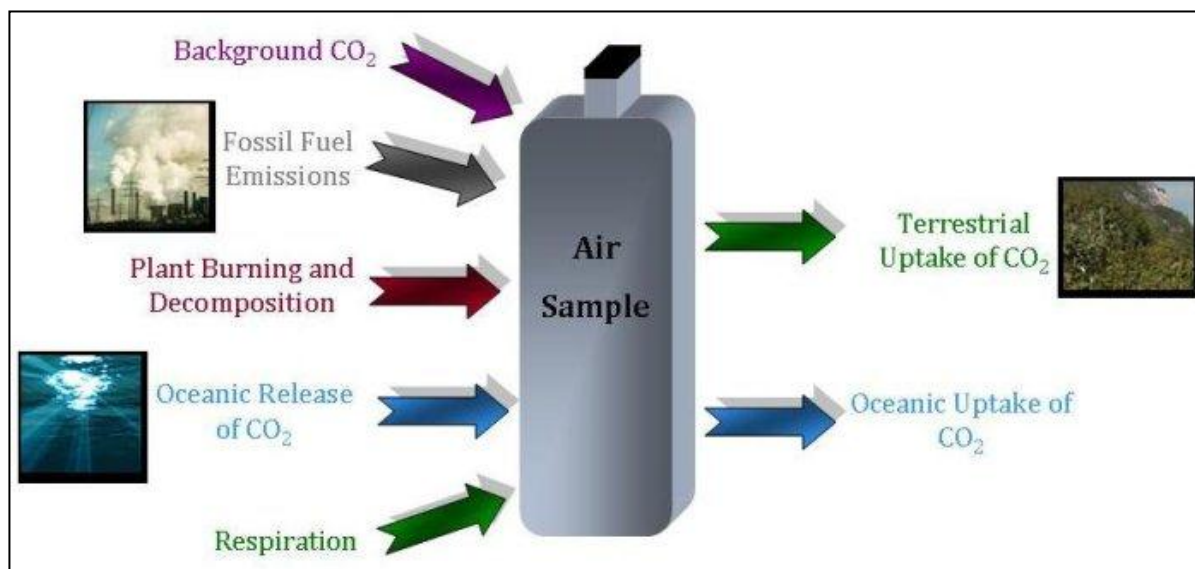 Background CO₂
Fossil Fuel
Emissions
Plant Burning and
Decomposition
Oceanic Release
of CO₂
Respiration
Air
Sample
Terrestrial
Uptake of CO₂
Oceanic Uptake of
CO₂